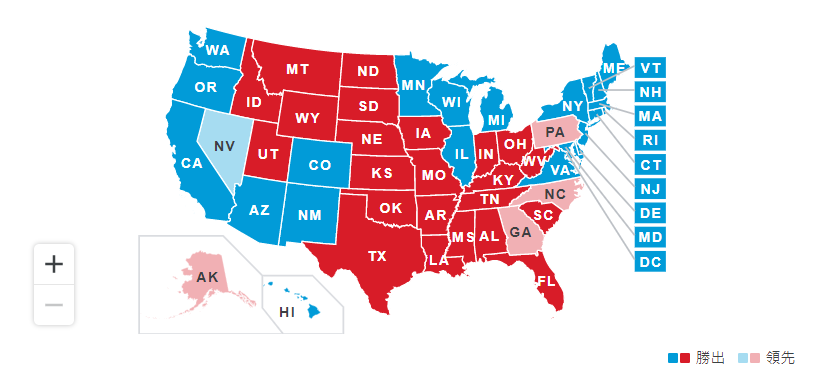 WA
MT
ND
MN
ME
VT
OR
ID
SD
WI
MI
NY
NH
WY
MA
NV
NE
IA
PA
RI
CA
UT
CO
IL
IN
OH
WV
VA
CT
KS
MO
KY
NC
NJ
AZ
NM
OK
AR
TN
SC
DE
TX
LA
MS
AL
GA
MD
FL
DC
AK
HI
+
−
勝出 領先